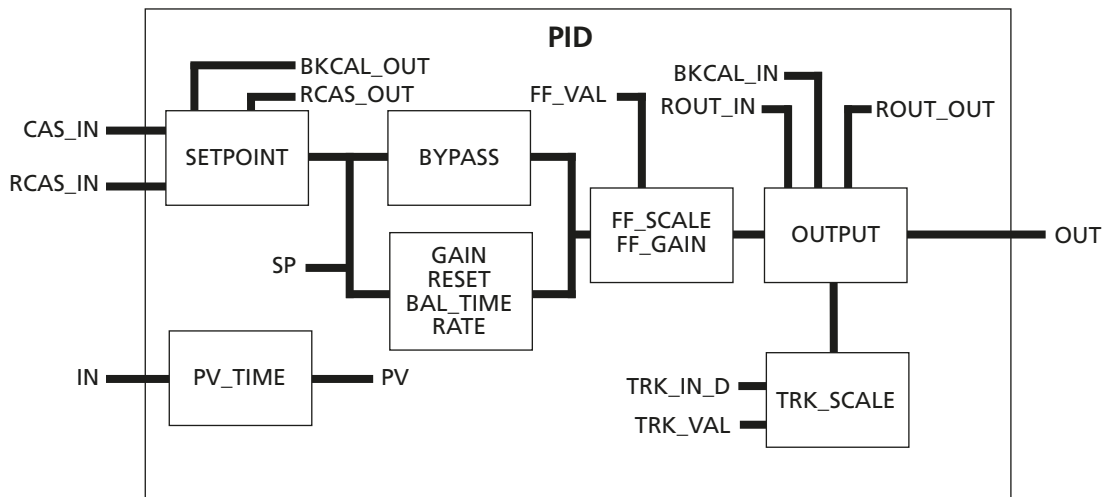 PID
BKCAL_OUT
RCAS_OUT
BKCAL_IN
FF_VAL
ROUT_IN
ROUT_OUT
CAS_IN
SETPOINT
BYPASS
RCAS_IN
FF_SCALE
FF_GAIN
OUTPUT
OUT
SP
GAIN
RESET
BAL_TIME
RATE
IN
PV_TIME
PV
TRK_IN_D
TRK_VAL
TRK_SCALE